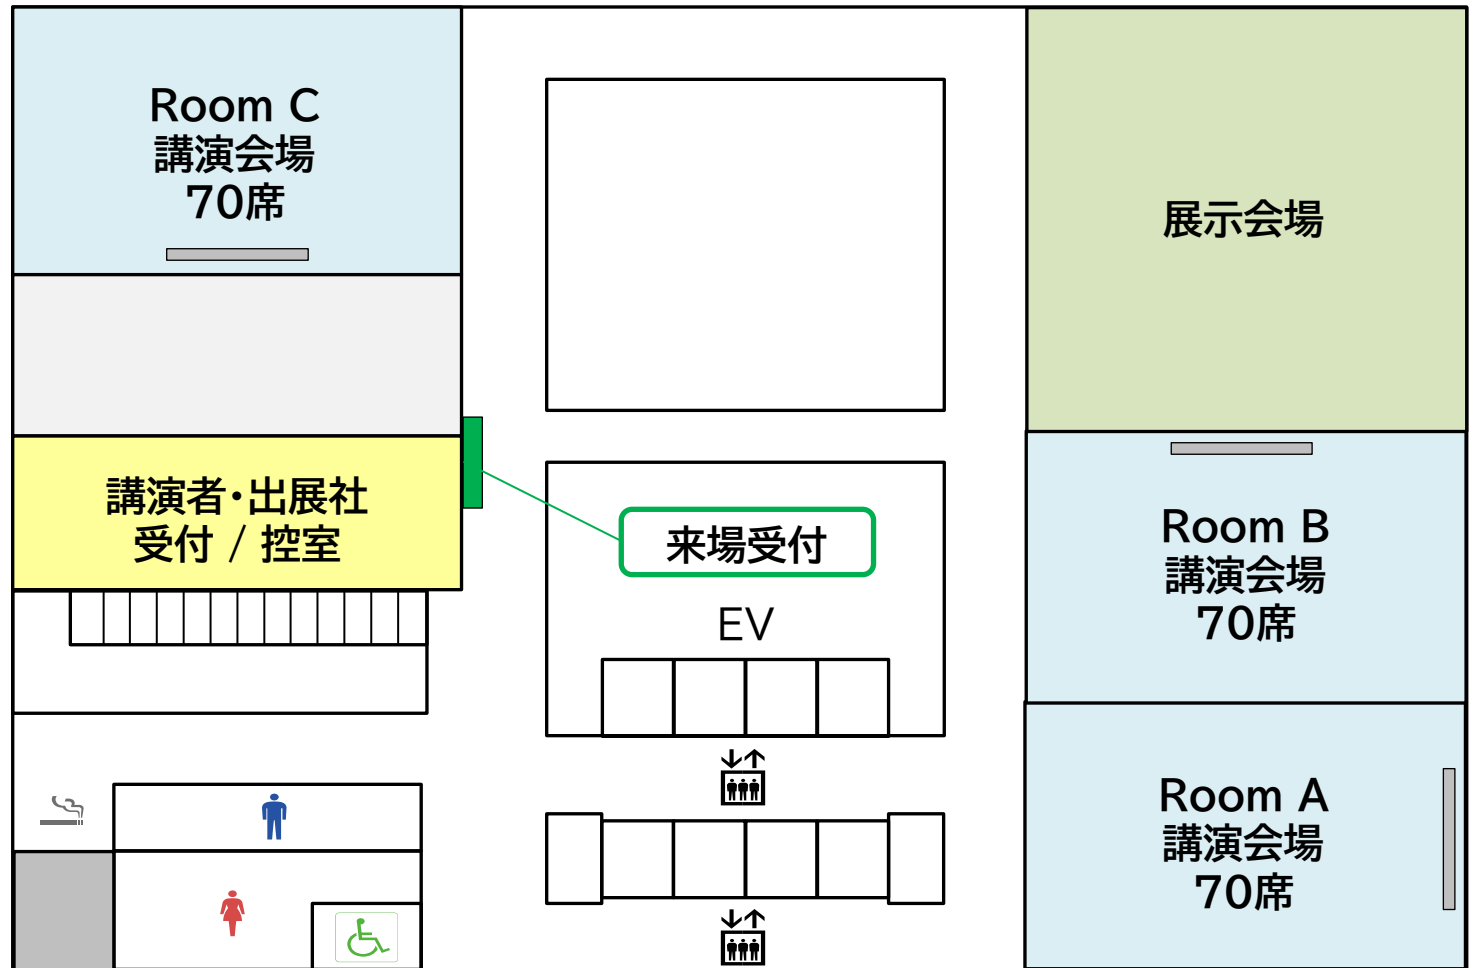 Room C
講演会場
70席
展示会場
講演者・出展社
受付 / 控室
来場受付
EV
Room B
講演会場
70席
Room A
講演会場
70席